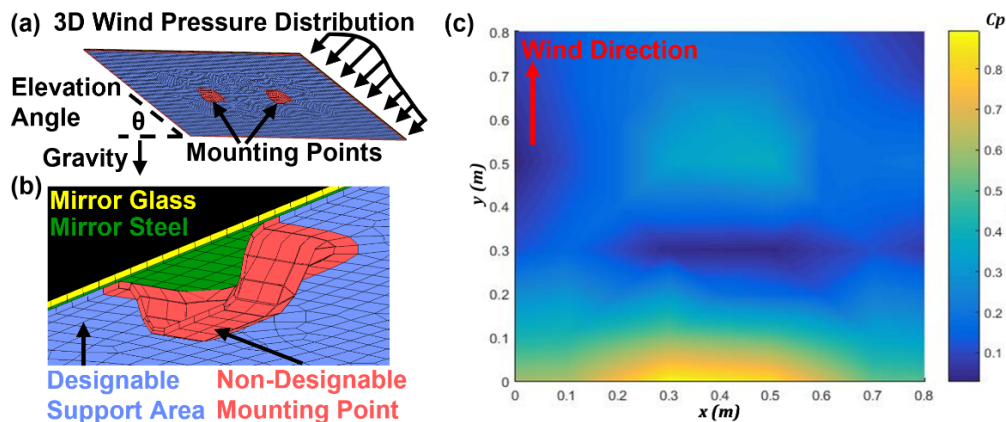 (a) 3D Wind Pressure Distribution
Elevation
Angle
θ
Gravity
Mounting Points
(b)
Mirror Glass
Mirror Steel
Designable
Support Area
Non-Designable
Mounting Point
(c)
Wind Direction
Cp
0.8
0.7
0.6
0.5
0.4
0.3
0.2
0.1
0
y (m)
0 0.1 0.2 0.3 0.4 0.5 0.6 0.7 0.8
x (m)
0.8
0.7
0.6
0.5
0.4
0.3
0.2
0.1